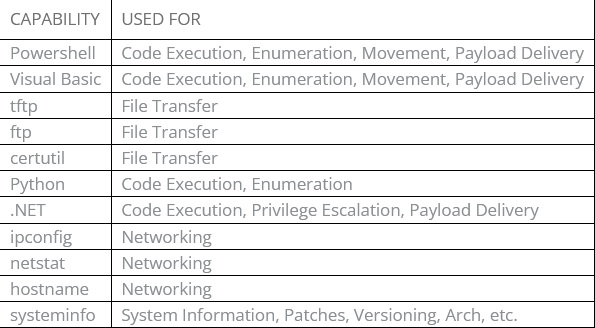 CAPABILITY USED FOR
Powershell Code Execution, Enumeration, Movement, Payload Delivery
Visual Basic Code Execution, Enumeration, Movement, Payload Delivery
tftp File Transfer
ftp File Transfer
certutil File Transfer
Python Code Execution, Enumeration
.NET Code Execution, Privilege Escalation, Payload Delivery
ipconfig Networking
netstat Networking
hostname Networking
systeminfo System Information, Patches, Versioning, Arch, etc.